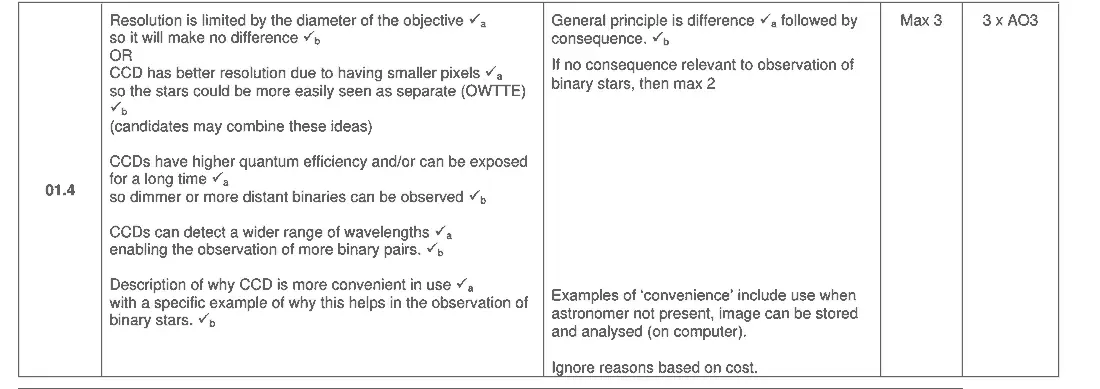 01.4
Resolution is limited by the diameter of the objective ✓a
so it will make no difference ✓b
OR
CCD has better resolution due to having smaller pixels ✓a
so the stars could be more easily seen as separate (OWTTE)
✓b
(candidates may combine these ideas)
CCDs have higher quantum efficiency and/or can be exposed
for a long time ✓a
so dimmer or more distant binaries can be observed ✓b
CCDs can detect a wider range of wavelengths ✓a
enabling the observation of more binary pairs. ✓b
Description of why CCD is more convenient in use ✓a
with a specific example of why this helps in the observation of
binary stars. ✓b
General principle is difference ✓a followed by
consequence. ✓b
If no consequence relevant to observation of
binary stars, then max 2
Examples of ‘convenience’ include use when
astronomer not present, image can be stored
and analysed (on computer).
Ignore reasons based on cost.
Max 3
3 x AO3